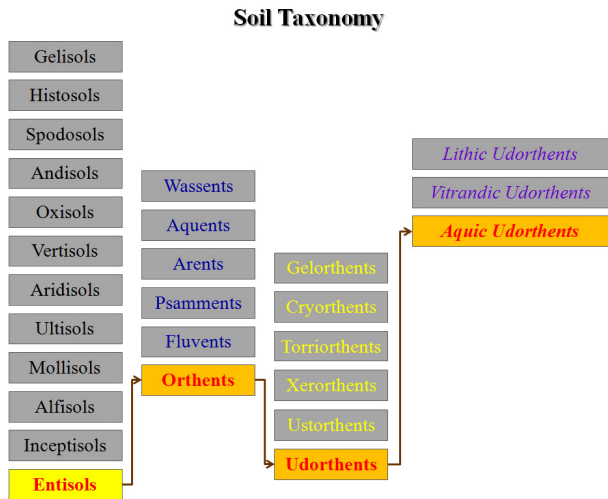 Soil Taxonomy
Gelisols
Histosols
Spodosols
Andisols
Oxisols
Vertisols
Aridisols
Ultisols
Mollisols
Alfisols
Inceptisols
Entisols
Wassents
Aquents
Arents
Psamments
Fluvents
Orthents
Gelorthents
Cryorthents
Torriorthents
Xerorthents
Ustorthents
Udorthents
Lithic Udorthents
Vitrandic Udorthents
Aquic Udorthents